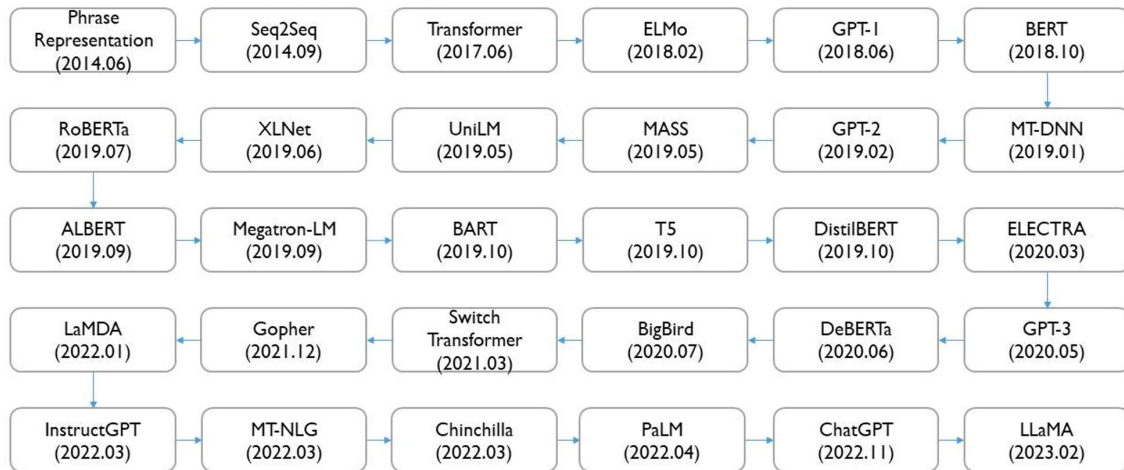 Phrase
Representation
(2014.06)
Seq2Seq
(2014.09)
Transformer
(2017.06)
ELMo
(2018.02)
GPT-1
(2018.06)
BERT
(2018.10)
MT-DNN
(2019.01)
GPT-2
(2019.02)
MASS
(2019.05)
UniLM
(2019.05)
XLNet
(2019.06)
RoBERTa
(2019.07)
ALBERT
(2019.09)
Megatron-LM
(2019.09)
BART
(2019.10)
T5
(2019.10)
DistilBERT
(2019.10)
ELECTRA
(2020.03)
GPT-3
(2020.05)
DeBERTa
(2020.06)
BigBird
(2020.07)
Switch
Transformer
(2021.03)
Gopher
(2021.12)
LaMDA
(2022.01)
InstructGPT
(2022.03)
MT-NLG
(2022.03)
Chinchilla
(2022.03)
PaLM
(2022.04)
ChatGPT
(2022.11)
LLaMA
(2023.02)